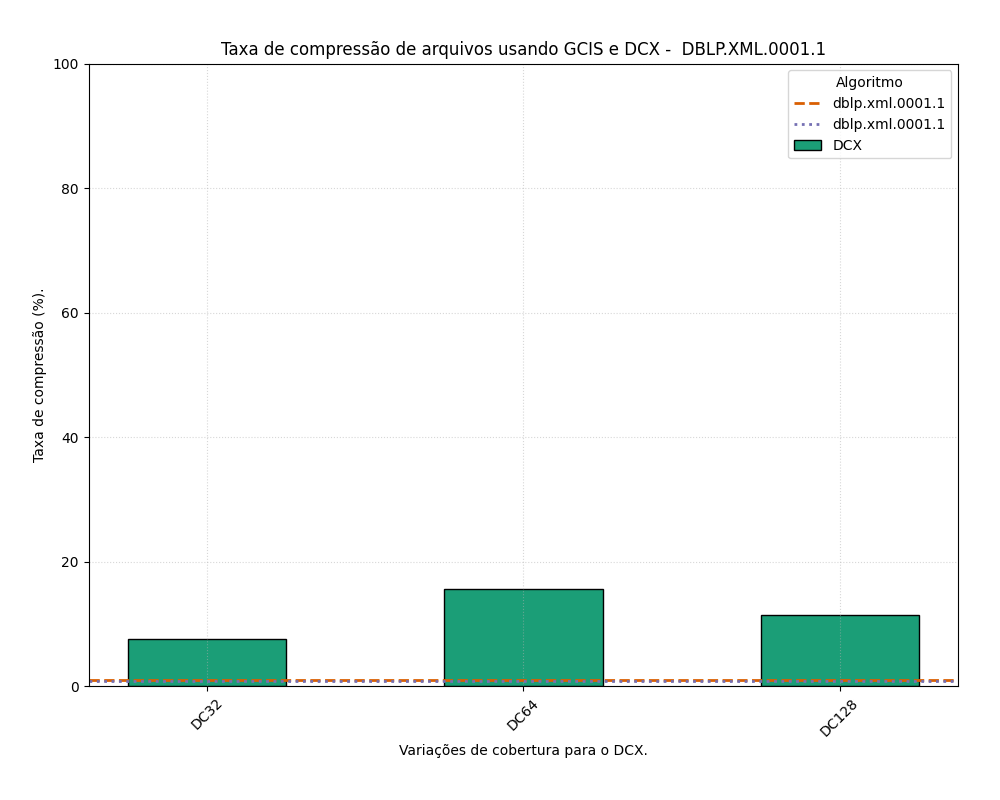 Taxa de compressão de arquivos usando GCIS e DCX -  DBLP.XML.0001.1
Algoritmo
dblp.xml.0001.1
dblp.xml.0001.1
DCX
Taxa de compressão (%).
100
80
60
40
20
0
DC32
DC64
DC128
Variações de cobertura para o DCX.